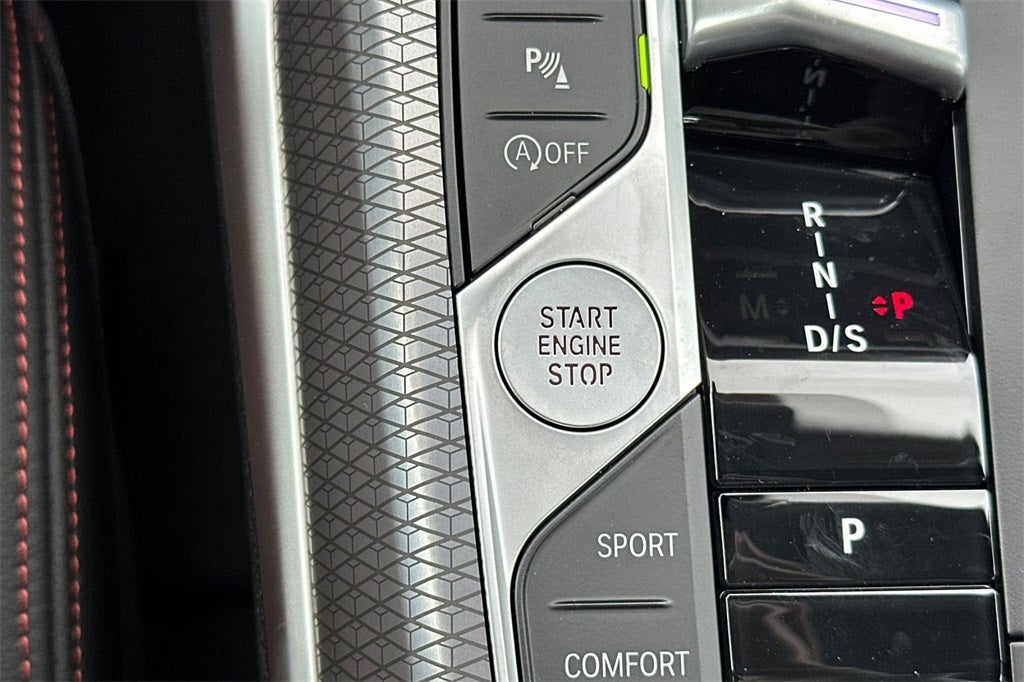 P
A OFF
START
ENGINE
STOP
SPORT
COMFORT
R
N
M
P
D/S
P